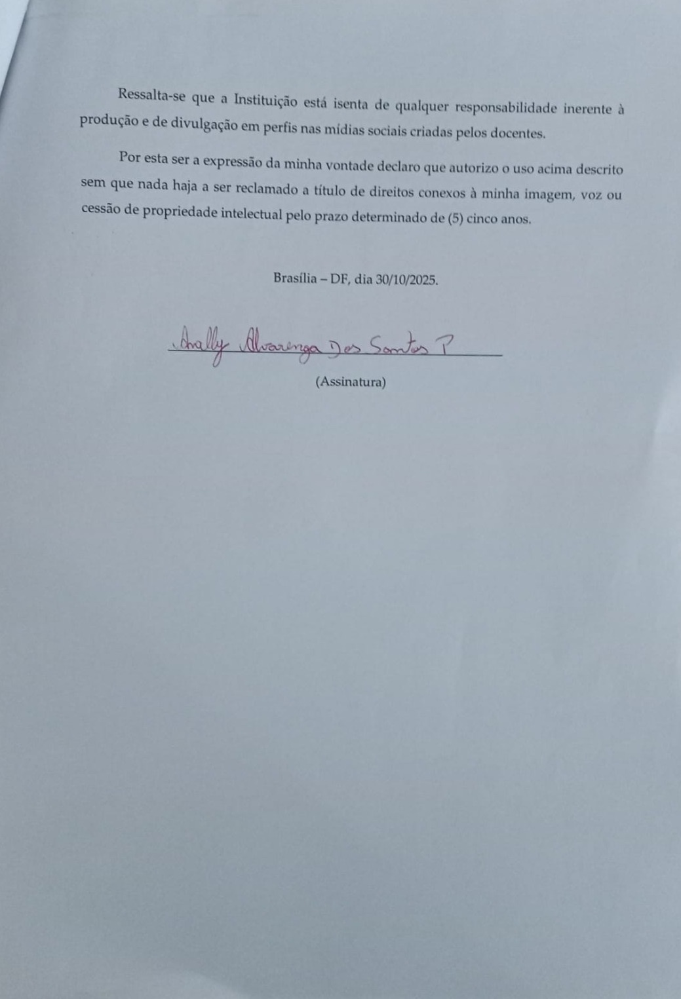 Ressalta-se que a Instituição está isenta de qualquer responsabilidade inerente à
produção e de divulgação em perfis nas mídias sociais criadas pelos docentes.
Por esta ser a expressão da minha vontade declaro que autorizo o uso acima descrito
sem que nada haja a ser reclamado a título de direitos conexos à minha imagem, voz ou
cessão de propriedade intelectual pelo prazo determinado de (5) cinco anos.
Brasília – DF, dia 30/10/2025.
Anally Alvarenga Dos Santos P
(Assinatura)